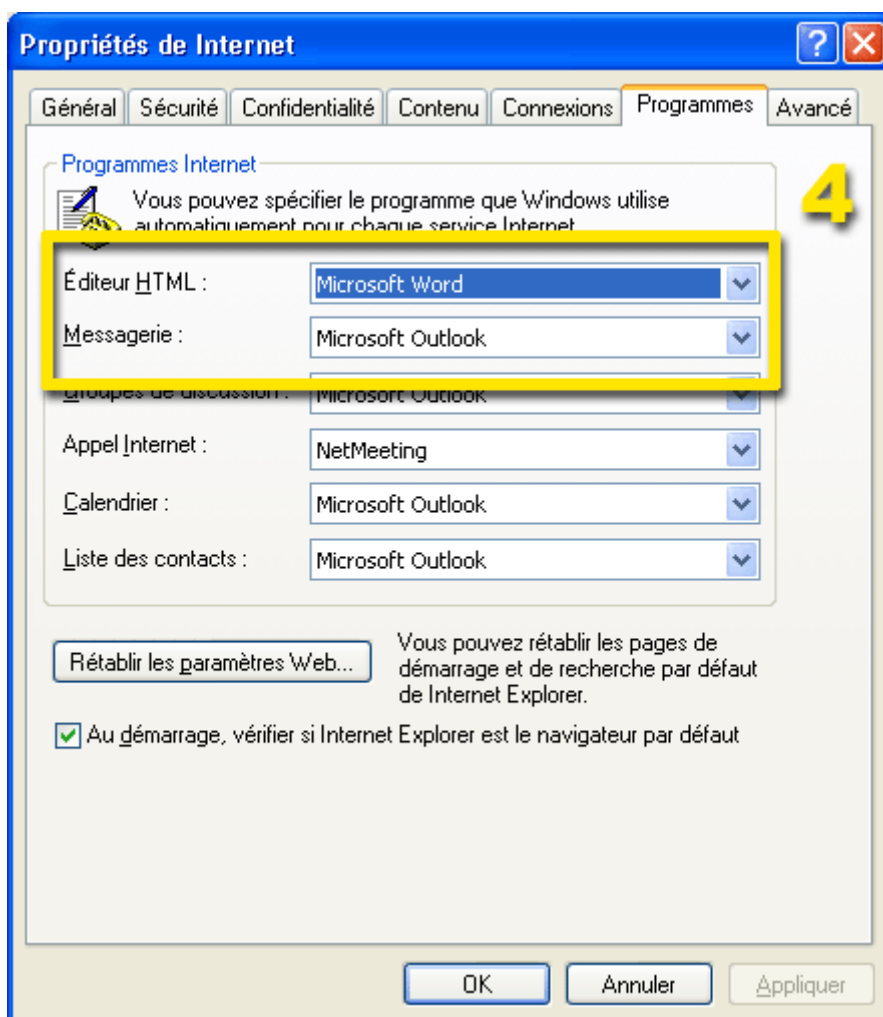 Propriétés de Internet
Général Sécurité Confidentialité Contenu Connexions Programmes Avancé
Programmes Internet
4
Vous pouvez spécifier le programme que Windows utilise
automatiquement pour chaque service Internet
Éditeur HTML : Microsoft Word
Messagerie : Microsoft Outlook
Groupes de discussion : Microsoft Outlook
Appel Internet : NetMeeting
Calendrier : Microsoft Outlook
Liste des contacts : Microsoft Outlook
Rétablir les paramètres Web...
Vous pouvez rétablir les pages de
démarrage et de recherche par défaut
de Internet Explorer.
Au démarrage, vérifier si Internet Explorer est le navigateur par défaut
OK Annuler Appliquer